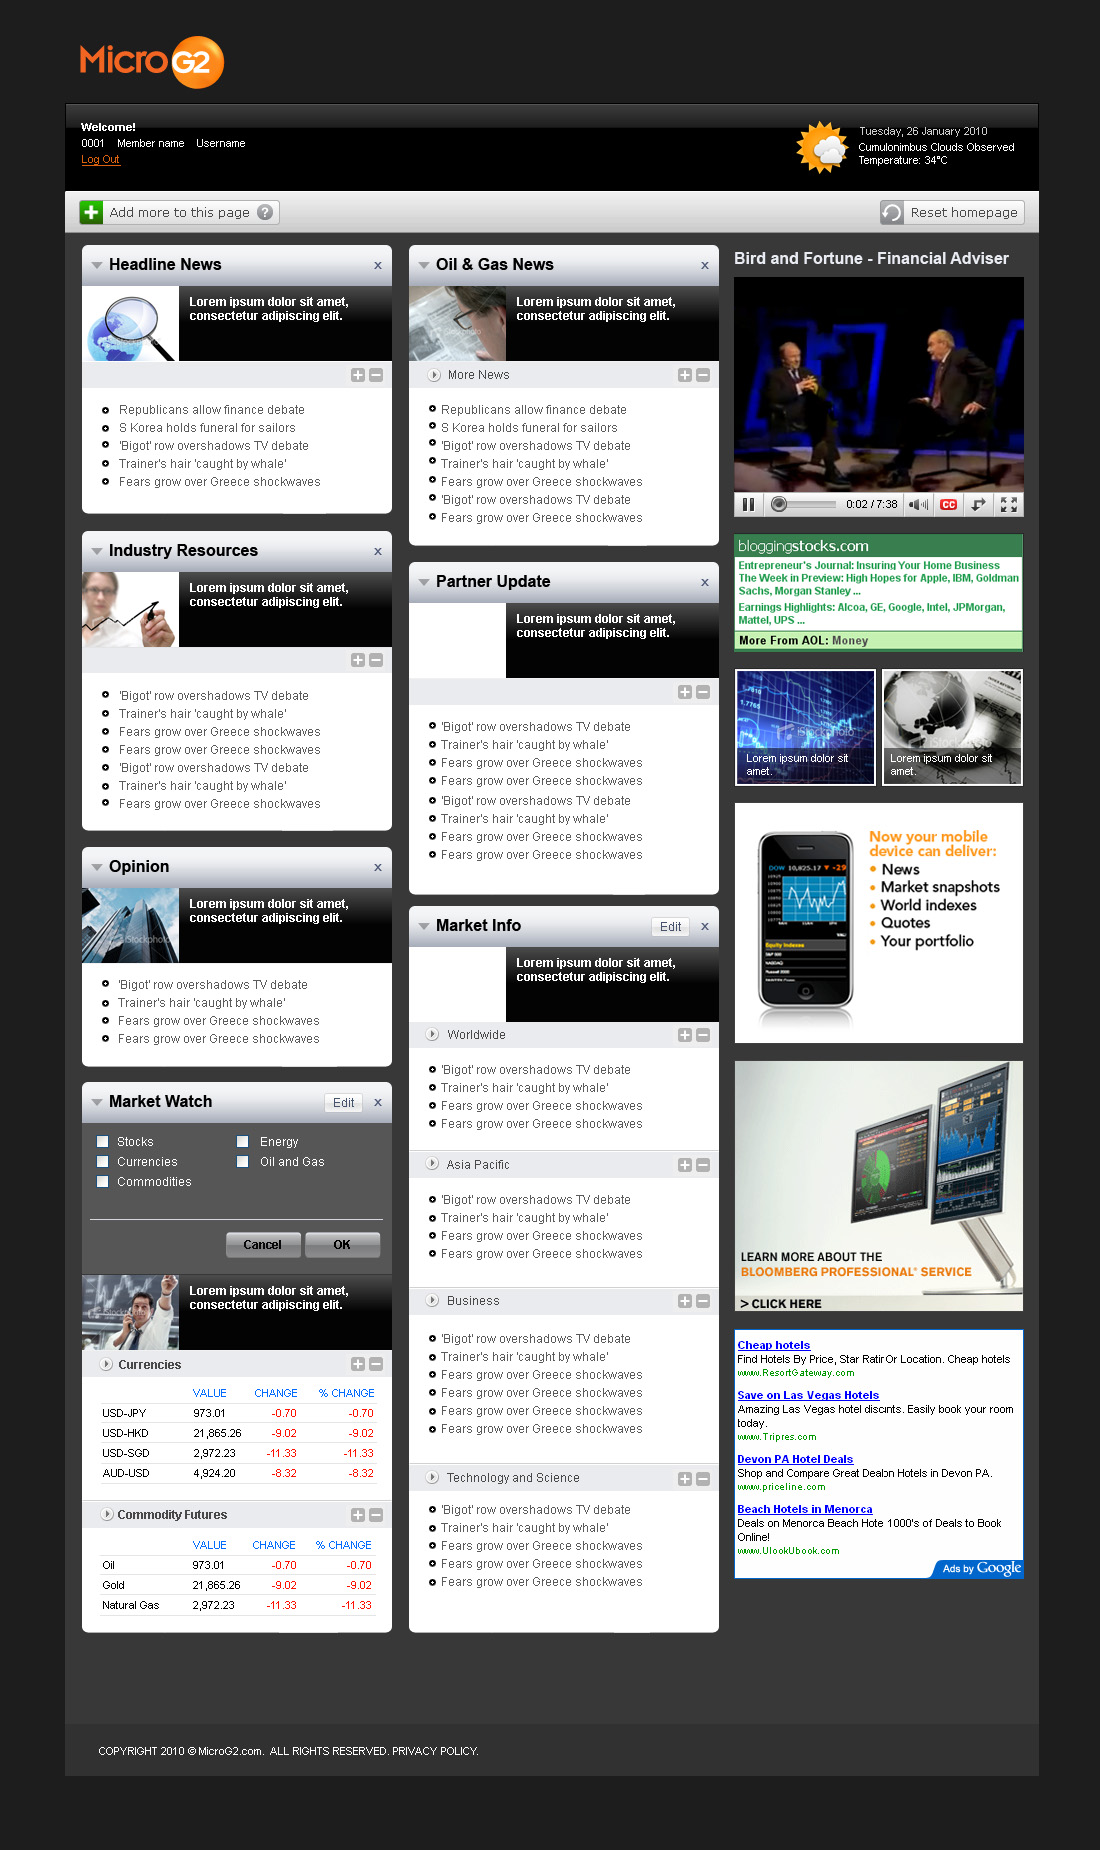 Micro G2
Welcome!
0001 Member name Username
Log Out
Tuesday, 26 January 2010
Cumulonimbus Clouds Observed
Temperature: 34°C
Add more to this page ?
Reset homepage
Headline News x
Lorem ipsum dolor sit amet,
consectetur adipiscing elit.
Republicans allow finance debate
S Korea holds funeral for sailors
'Bigot' row overshadows TV debate
Trainer's hair 'caught by whale'
Fears grow over Greece shockwaves
Industry Resources x
Lorem ipsum dolor sit amet,
consectetur adipiscing elit.
'Bigot' row overshadows TV debate
Trainer's hair 'caught by whale'
Fears grow over Greece shockwaves
Fears grow over Greece shockwaves
'Bigot' row overshadows TV debate
Trainer's hair 'caught by whale'
Fears grow over Greece shockwaves
Opinion x
Lorem ipsum dolor sit amet,
consectetur adipiscing elit.
iStockphoto
'Bigot' row overshadows TV debate
Trainer's hair 'caught by whale'
Fears grow over Greece shockwaves
Fears grow over Greece shockwaves
Market Watch Edit x
Stocks Energy
Currencies Oil and Gas
Commodities
Cancel OK
Lorem ipsum dolor sit amet,
consectetur adipiscing elit.
Currencies
VALUE CHANGE % CHANGE
USD-JPY 973.01 -0.70 -0.70
USD-HKD 21,865.26 -9.02 -9.02
USD-SGD 2,972.23 -11.33 -11.33
AUD-USD 4,924.20 -8.32 -8.32
Commodity Futures
VALUE CHANGE % CHANGE
Oil 973.01 -0.70 -0.70
Gold 21,865.26 -9.02 -9.02
Natural Gas 2,972.23 -11.33 -11.33
Oil & Gas News x
Lorem ipsum dolor sit amet,
consectetur adipiscing elit.
More News
Republicans allow finance debate
S Korea holds funeral for sailors
'Bigot' row overshadows TV debate
Trainer's hair 'caught by whale'
Fears grow over Greece shockwaves
'Bigot' row overshadows TV debate
Fears grow over Greece shockwaves
Partner Update x
Lorem ipsum dolor sit amet,
consectetur adipiscing elit.
'Bigot' row overshadows TV debate
Trainer's hair 'caught by whale'
Fears grow over Greece shockwaves
Fears grow over Greece shockwaves
'Bigot' row overshadows TV debate
Trainer's hair 'caught by whale'
Fears grow over Greece shockwaves
Fears grow over Greece shockwaves
Market Info Edit x
Lorem ipsum dolor sit amet,
consectetur adipiscing elit.
Worldwide
'Bigot' row overshadows TV debate
Trainer's hair 'caught by whale'
Fears grow over Greece shockwaves
Fears grow over Greece shockwaves
Asia Pacific
'Bigot' row overshadows TV debate
Trainer's hair 'caught by whale'
Fears grow over Greece shockwaves
Fears grow over Greece shockwaves
Business
'Bigot' row overshadows TV debate
Trainer's hair 'caught by whale'
Fears grow over Greece shockwaves
Fears grow over Greece shockwaves
Fears grow over Greece shockwaves
Fears grow over Greece shockwaves
Technology and Science
'Bigot' row overshadows TV debate
Trainer's hair 'caught by whale'
Fears grow over Greece shockwaves
Fears grow over Greece shockwaves
Fears grow over Greece shockwaves
Bird and Fortune - Financial Adviser
0:02 / 7:38 CC
bloggingstocks.com
Entrepreneur's Journal: Insuring Your Home Business
The Week in Preview: High Hopes for Apple, IBM, Goldman
Sachs, Morgan Stanley ...
Earnings Highlights: Alcoa, GE, Google, Intel, JPMorgan,
Mattel, UPS ...
More From AOL: Money
1.7765
iStockphoto
Lorem ipsum dolor sit
amet.
Lorem ipsum dolor sit
amet.
DOW 10,825.17 ▼ -29
Equity Indexes
S&P 500
NASDAQ
Russell 2000
Now your mobile
device can deliver:
• News
• Market snapshots
• World indexes
• Quotes
• Your portfolio
LEARN MORE ABOUT THE
BLOOMBERG PROFESSIONAL® SERVICE
> CLICK HERE
Cheap hotels
Find Hotels By Price, Star RatirOr Location. Cheap hotels
www.ResortGateway.com
Save on Las Vegas Hotels
Amazing Las Vegas hotel discints. Easily book your room
today.
www.Tripres.com
Devon PA Hotel Deals
Shop and Compare Great Dealbn Hotels in Devon PA.
www.priceline.com
Beach Hotels in Menorca
Deals on Menorca Beach Hote 1000's of Deals to Book
Online!
www.UlookUbook.com
Ads by Google
COPYRIGHT 2010 © MicroG2.com. ALL RIGHTS RESERVED. PRIVACY POLICY.